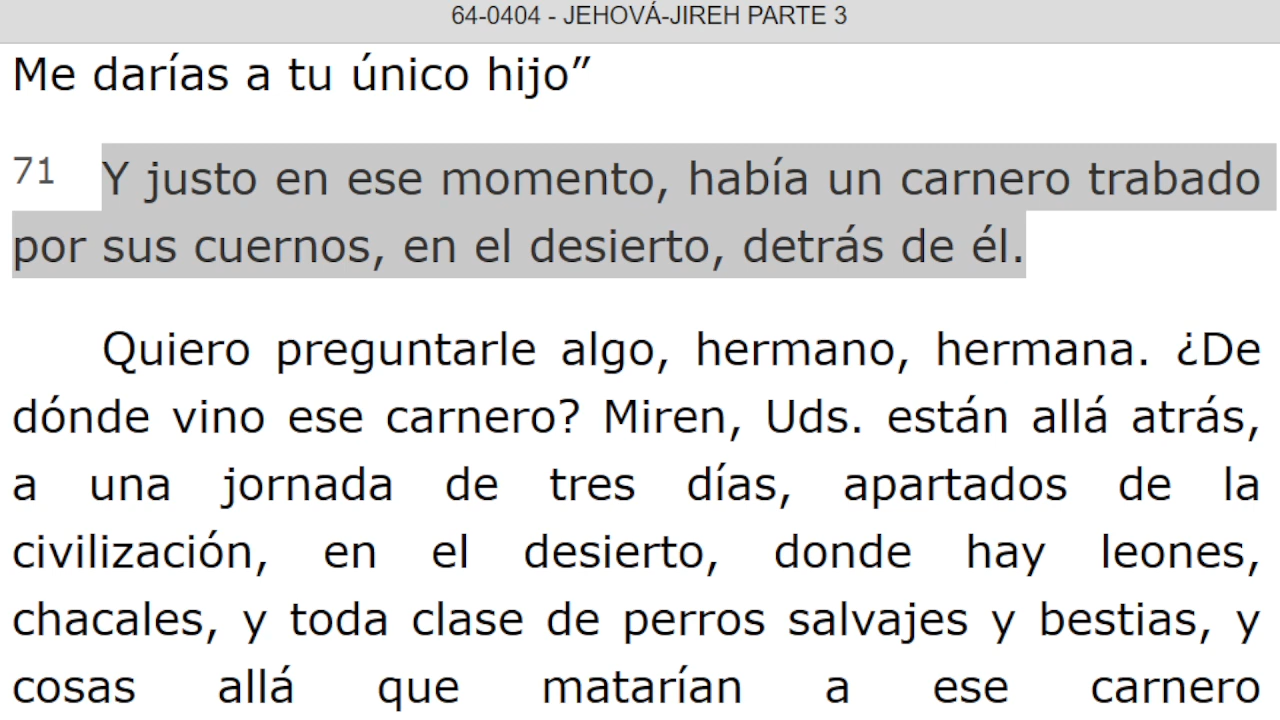 64-0404 - JEHOVÁ-JIREH PARTE 3
Me darías a tu único hijo”
71 Y justo en ese momento, había un carnero trabado
por sus cuernos, en el desierto, detrás de él.
Quiero preguntarle algo, hermano, hermana. ¿De
dónde vino ese carnero? Miren, Uds. están allá atrás,
a una jornada de tres días, apartados de la
civilización, en el desierto, donde hay leones,
chacales, y toda clase de perros salvajes y bestias, y
cosas allá que matarían a ese carnero